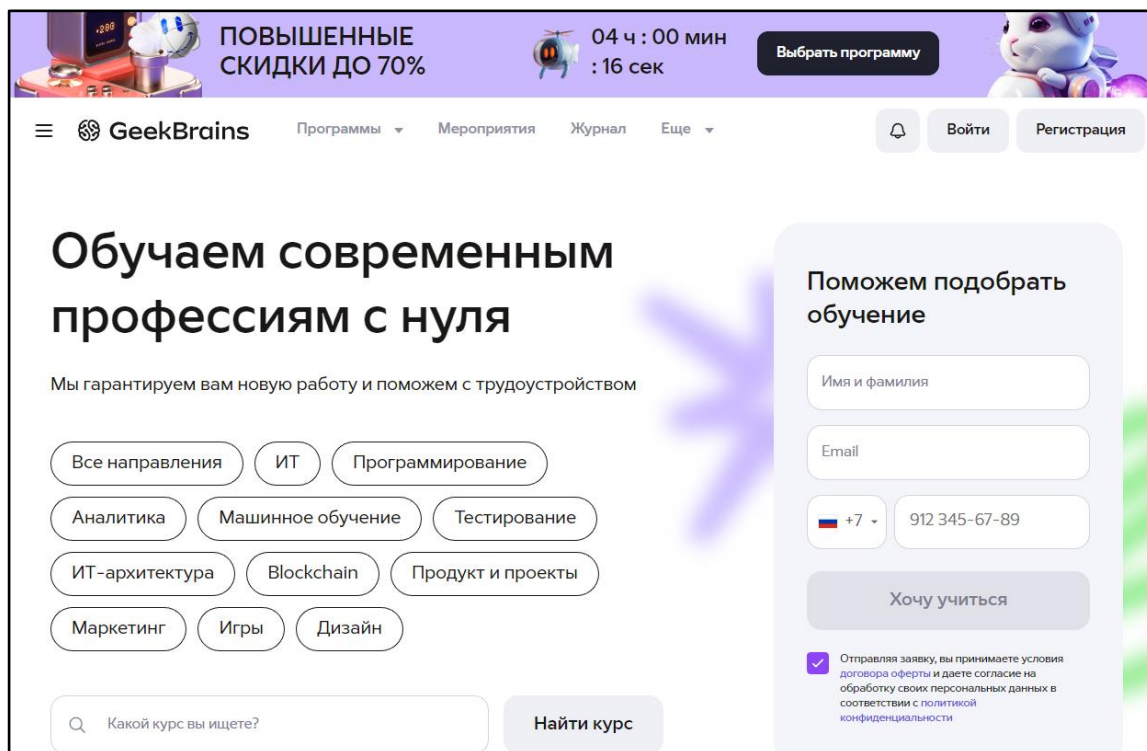 ПОВЫШЕННЫЕ
СКИДКИ ДО 70%
04 ч : 00 мин
: 16 сек
Выбрать программу
GeekBrains
Программы
Мероприятия
Журнал
Еще
Войти
Регистрация
Обучаем современным
профессиям с нуля
Мы гарантируем вам новую работу и поможем с трудоустройством
Все направления
ИТ
Программирование
Аналитика
Машинное обучение
Тестирование
ИТ-архитектура
Blockchain
Продукт и проекты
Маркетинг
Игры
Дизайн
Какой курс вы ищете?
Найти курс
Поможем подобрать
обучение
Имя и фамилия
Email
+7
912 345-67-89
Хочу учиться
Отправляя заявку, вы принимаете условия
договора оферты и даете согласие на
обработку своих персональных данных в
соответствии с политикой
конфиденциальности